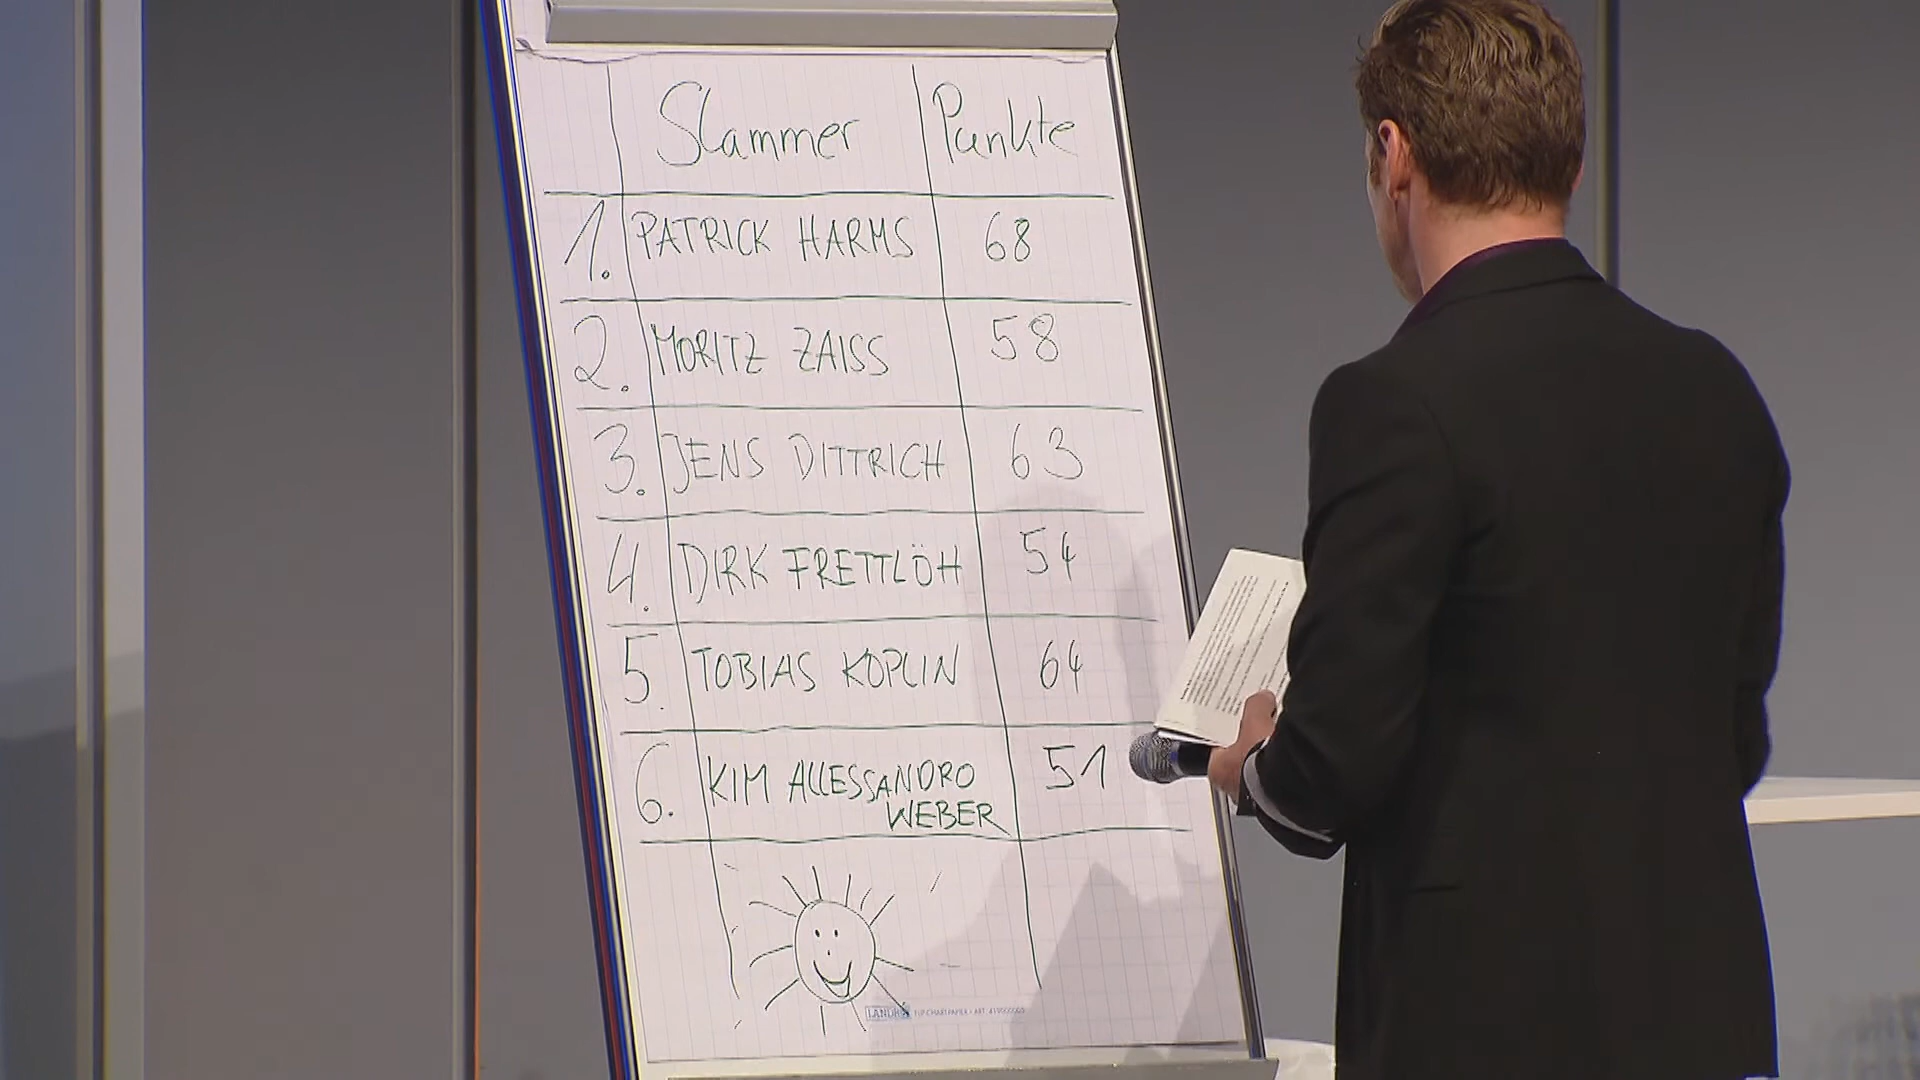 Slammer Punkte
1. PATRICK HARMS 68
2. MORITZ ZAISS 58
3. JENS DITTRICH 63
4. DIRK FRETTLÖH 54
5. TOBIAS KOPLIN 64
6. KIM ALLESSANDRO 51
WEBER